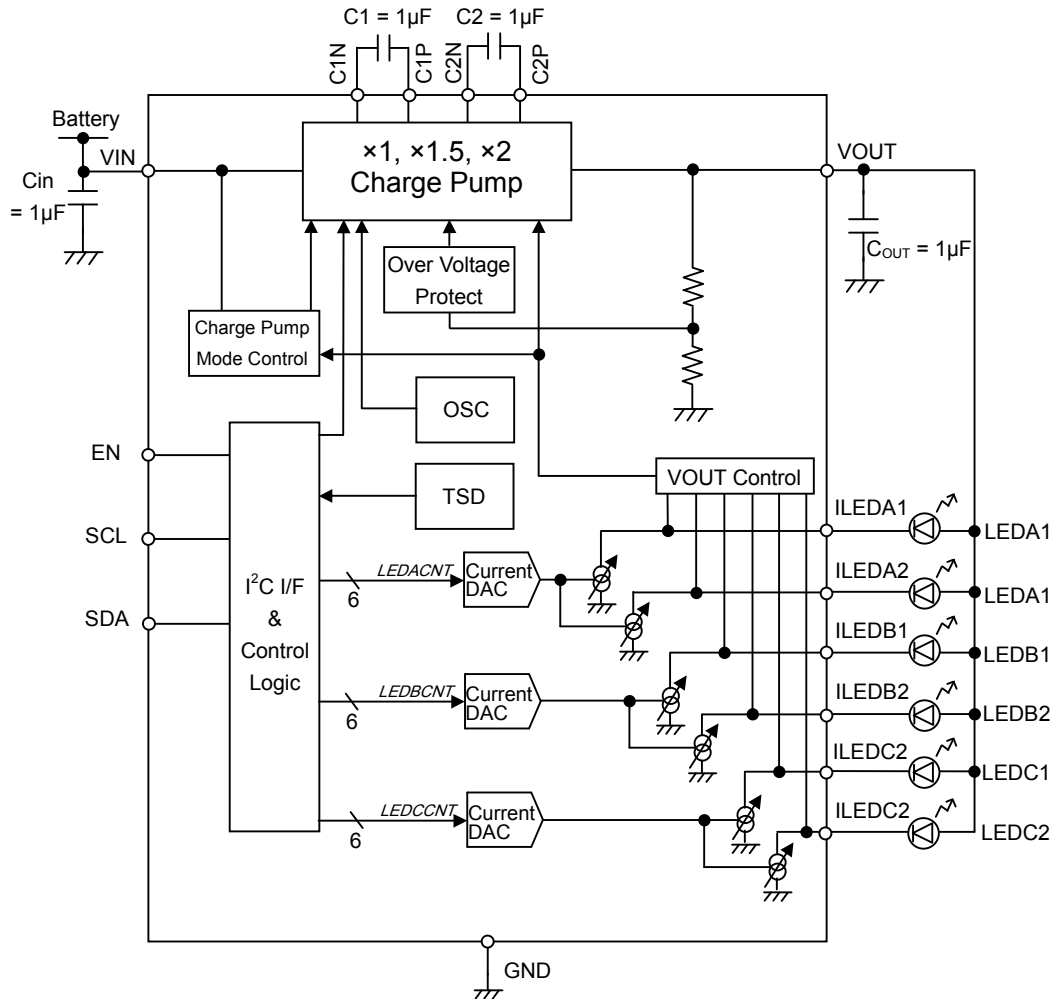 C1 = 1µF
C2 = 1µF
C1N
C1P
C2N
C2P
Battery
VIN
Cin
= 1µF
×1, ×1.5, ×2
Charge Pump
VOUT
COUT = 1µF
Over Voltage
Protect
Charge Pump
Mode Control
OSC
TSD
VOUT Control
EN
SCL
SDA
I²C I/F
&
Control
Logic
LEDACNT
6
Current
DAC
LEDBCNT
6
Current
DAC
LEDCCNT
6
Current
DAC
ILEDA1
LEDA1
ILEDA2
LEDA1
ILEDB1
LEDB1
ILEDB2
LEDB2
ILEDC2
LEDC1
ILEDC2
LEDC2
GND